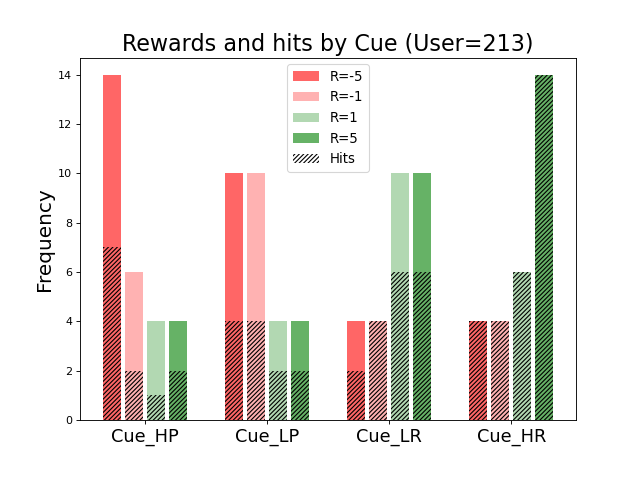 Rewards and hits by Cue (User=213)
R=-5
R=-1
R=1
R=5
Hits
Frequency
14
12
10
8
6
4
2
0
Cue_HP
Cue_LP
Cue_LR
Cue_HR